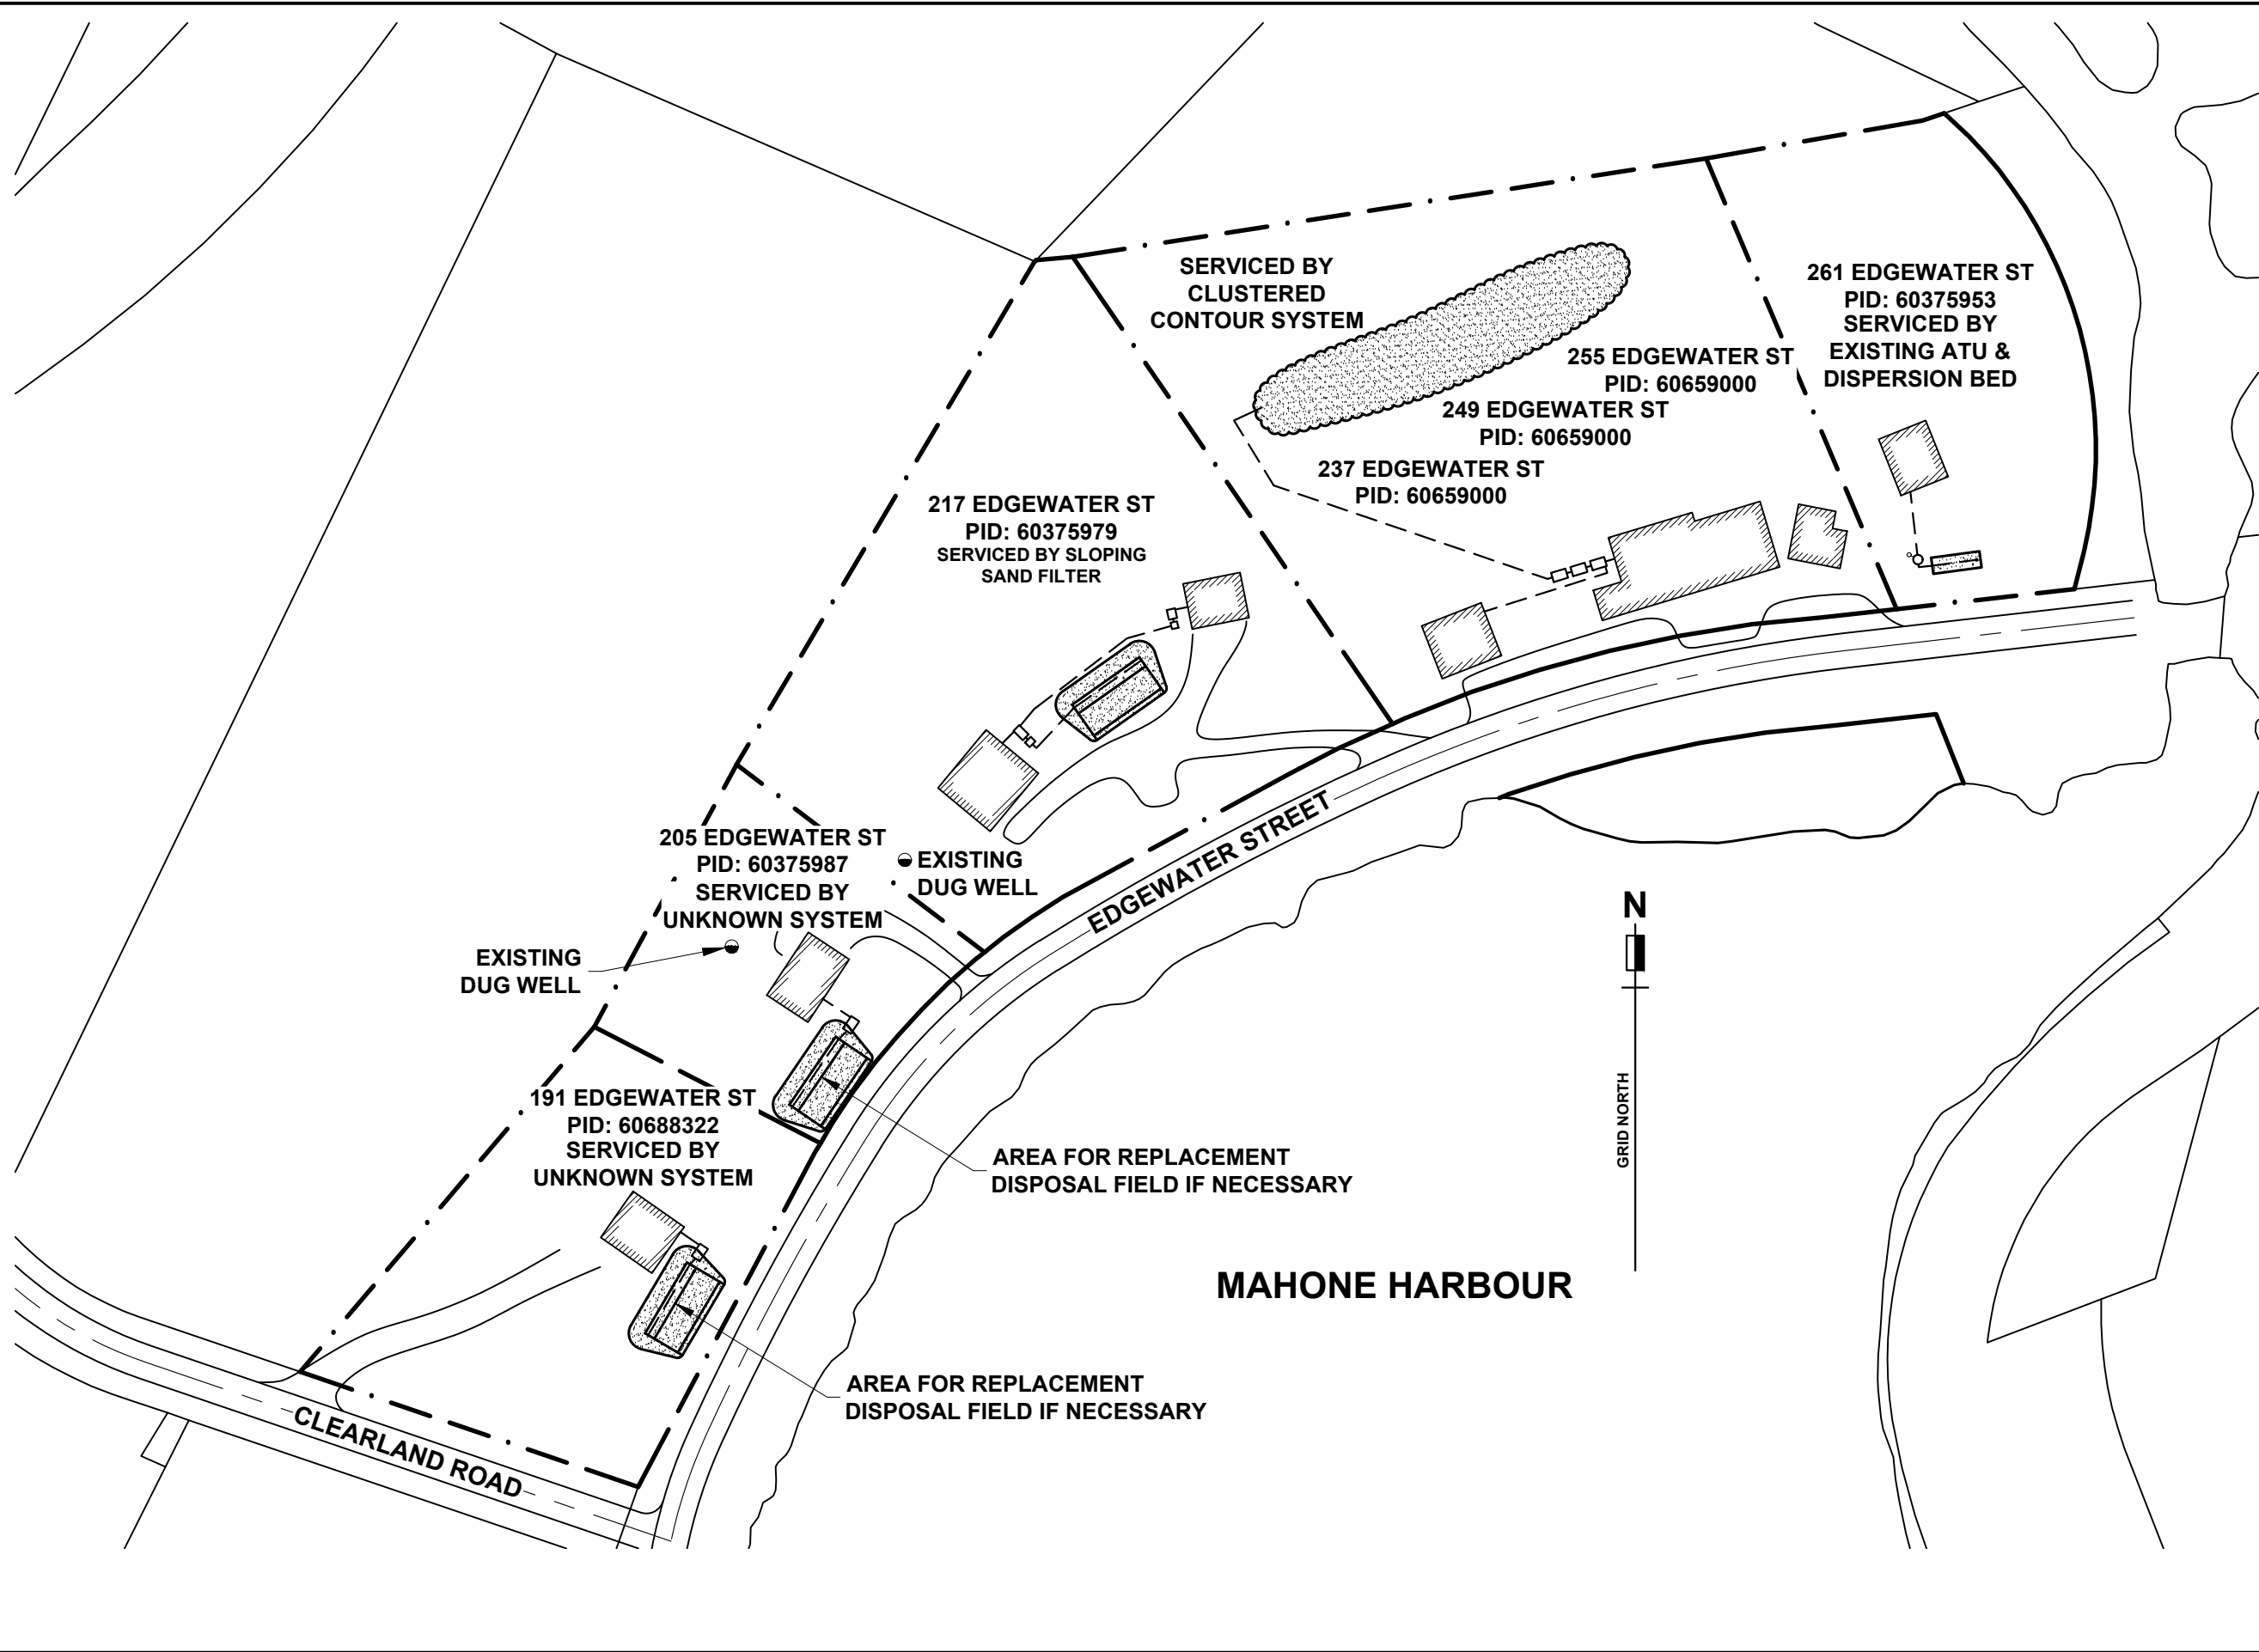 SERVICED BY
CLUSTERED
CONTOUR SYSTEM
261 EDGEWATER ST
PID: 60375953
SERVICED BY
EXISTING ATU &
DISPERSION BED
255 EDGEWATER ST
PID: 60659000
249 EDGEWATER ST
PID: 60659000
237 EDGEWATER ST
PID: 60659000
217 EDGEWATER ST
PID: 60375979
SERVICED BY SLOPING
SAND FILTER
205 EDGEWATER ST
PID: 60375987
SERVICED BY
UNKNOWN SYSTEM
EXISTING
DUG WELL
EDGEWATER STREET
EXISTING
DUG WELL
N
GRID NORTH
191 EDGEWATER ST
PID: 60688322
SERVICED BY
UNKNOWN SYSTEM
AREA FOR REPLACEMENT
DISPOSAL FIELD IF NECESSARY
MAHONE HARBOUR
AREA FOR REPLACEMENT
DISPOSAL FIELD IF NECESSARY
CLEARLAND ROAD